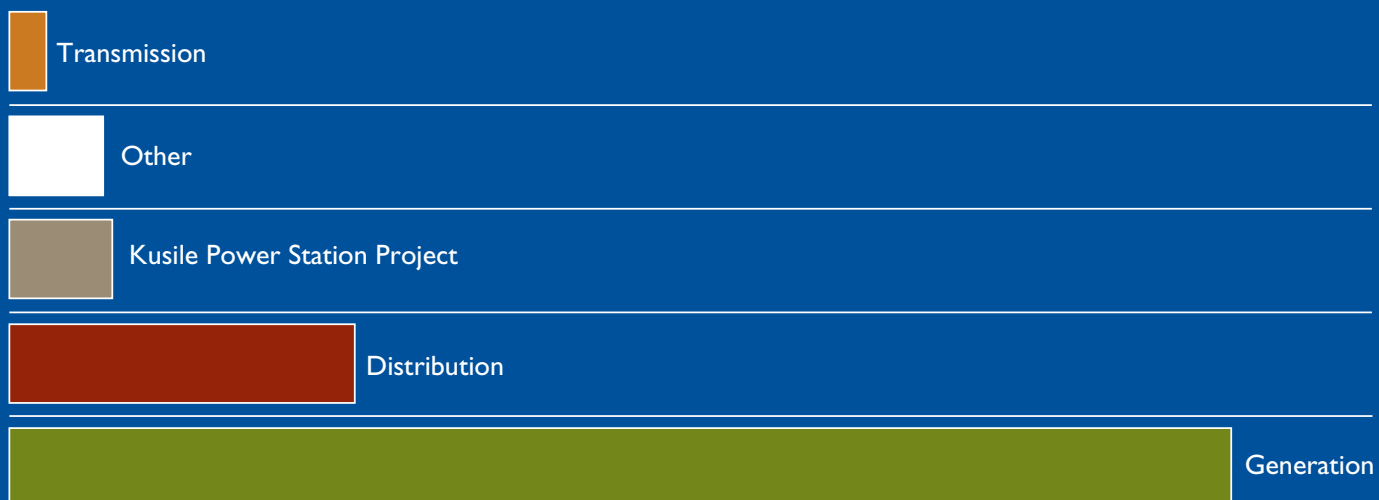 Transmission
Other
Kusile Power Station Project
Distribution
Generation